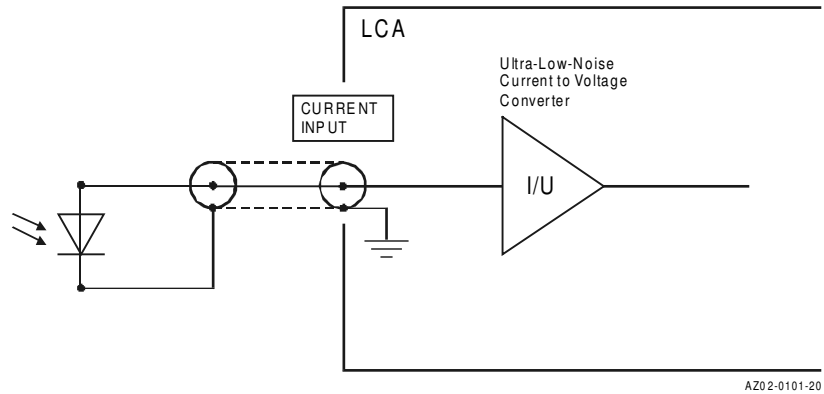 LCA
Ultra-Low-Noise
Current to Voltage
Converter
CURRENT
INPUT
I/U
AZ02-0101-20